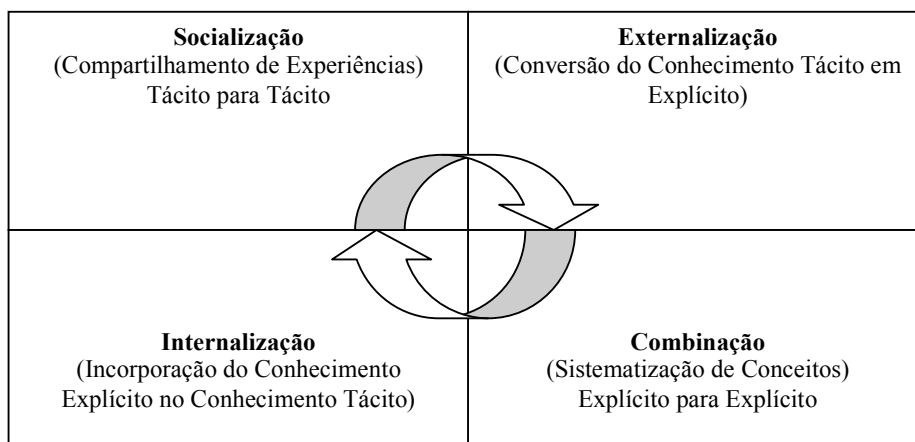 Socialização
(Compartilhamento de Experiências)
Tácito para Tácito
Externalização
(Conversão do Conhecimento Tácito em
Explícito)
Internalização
(Incorporação do Conhecimento
Explícito no Conhecimento Tácito)
Combinação
(Sistematização de Conceitos)
Explícito para Explícito